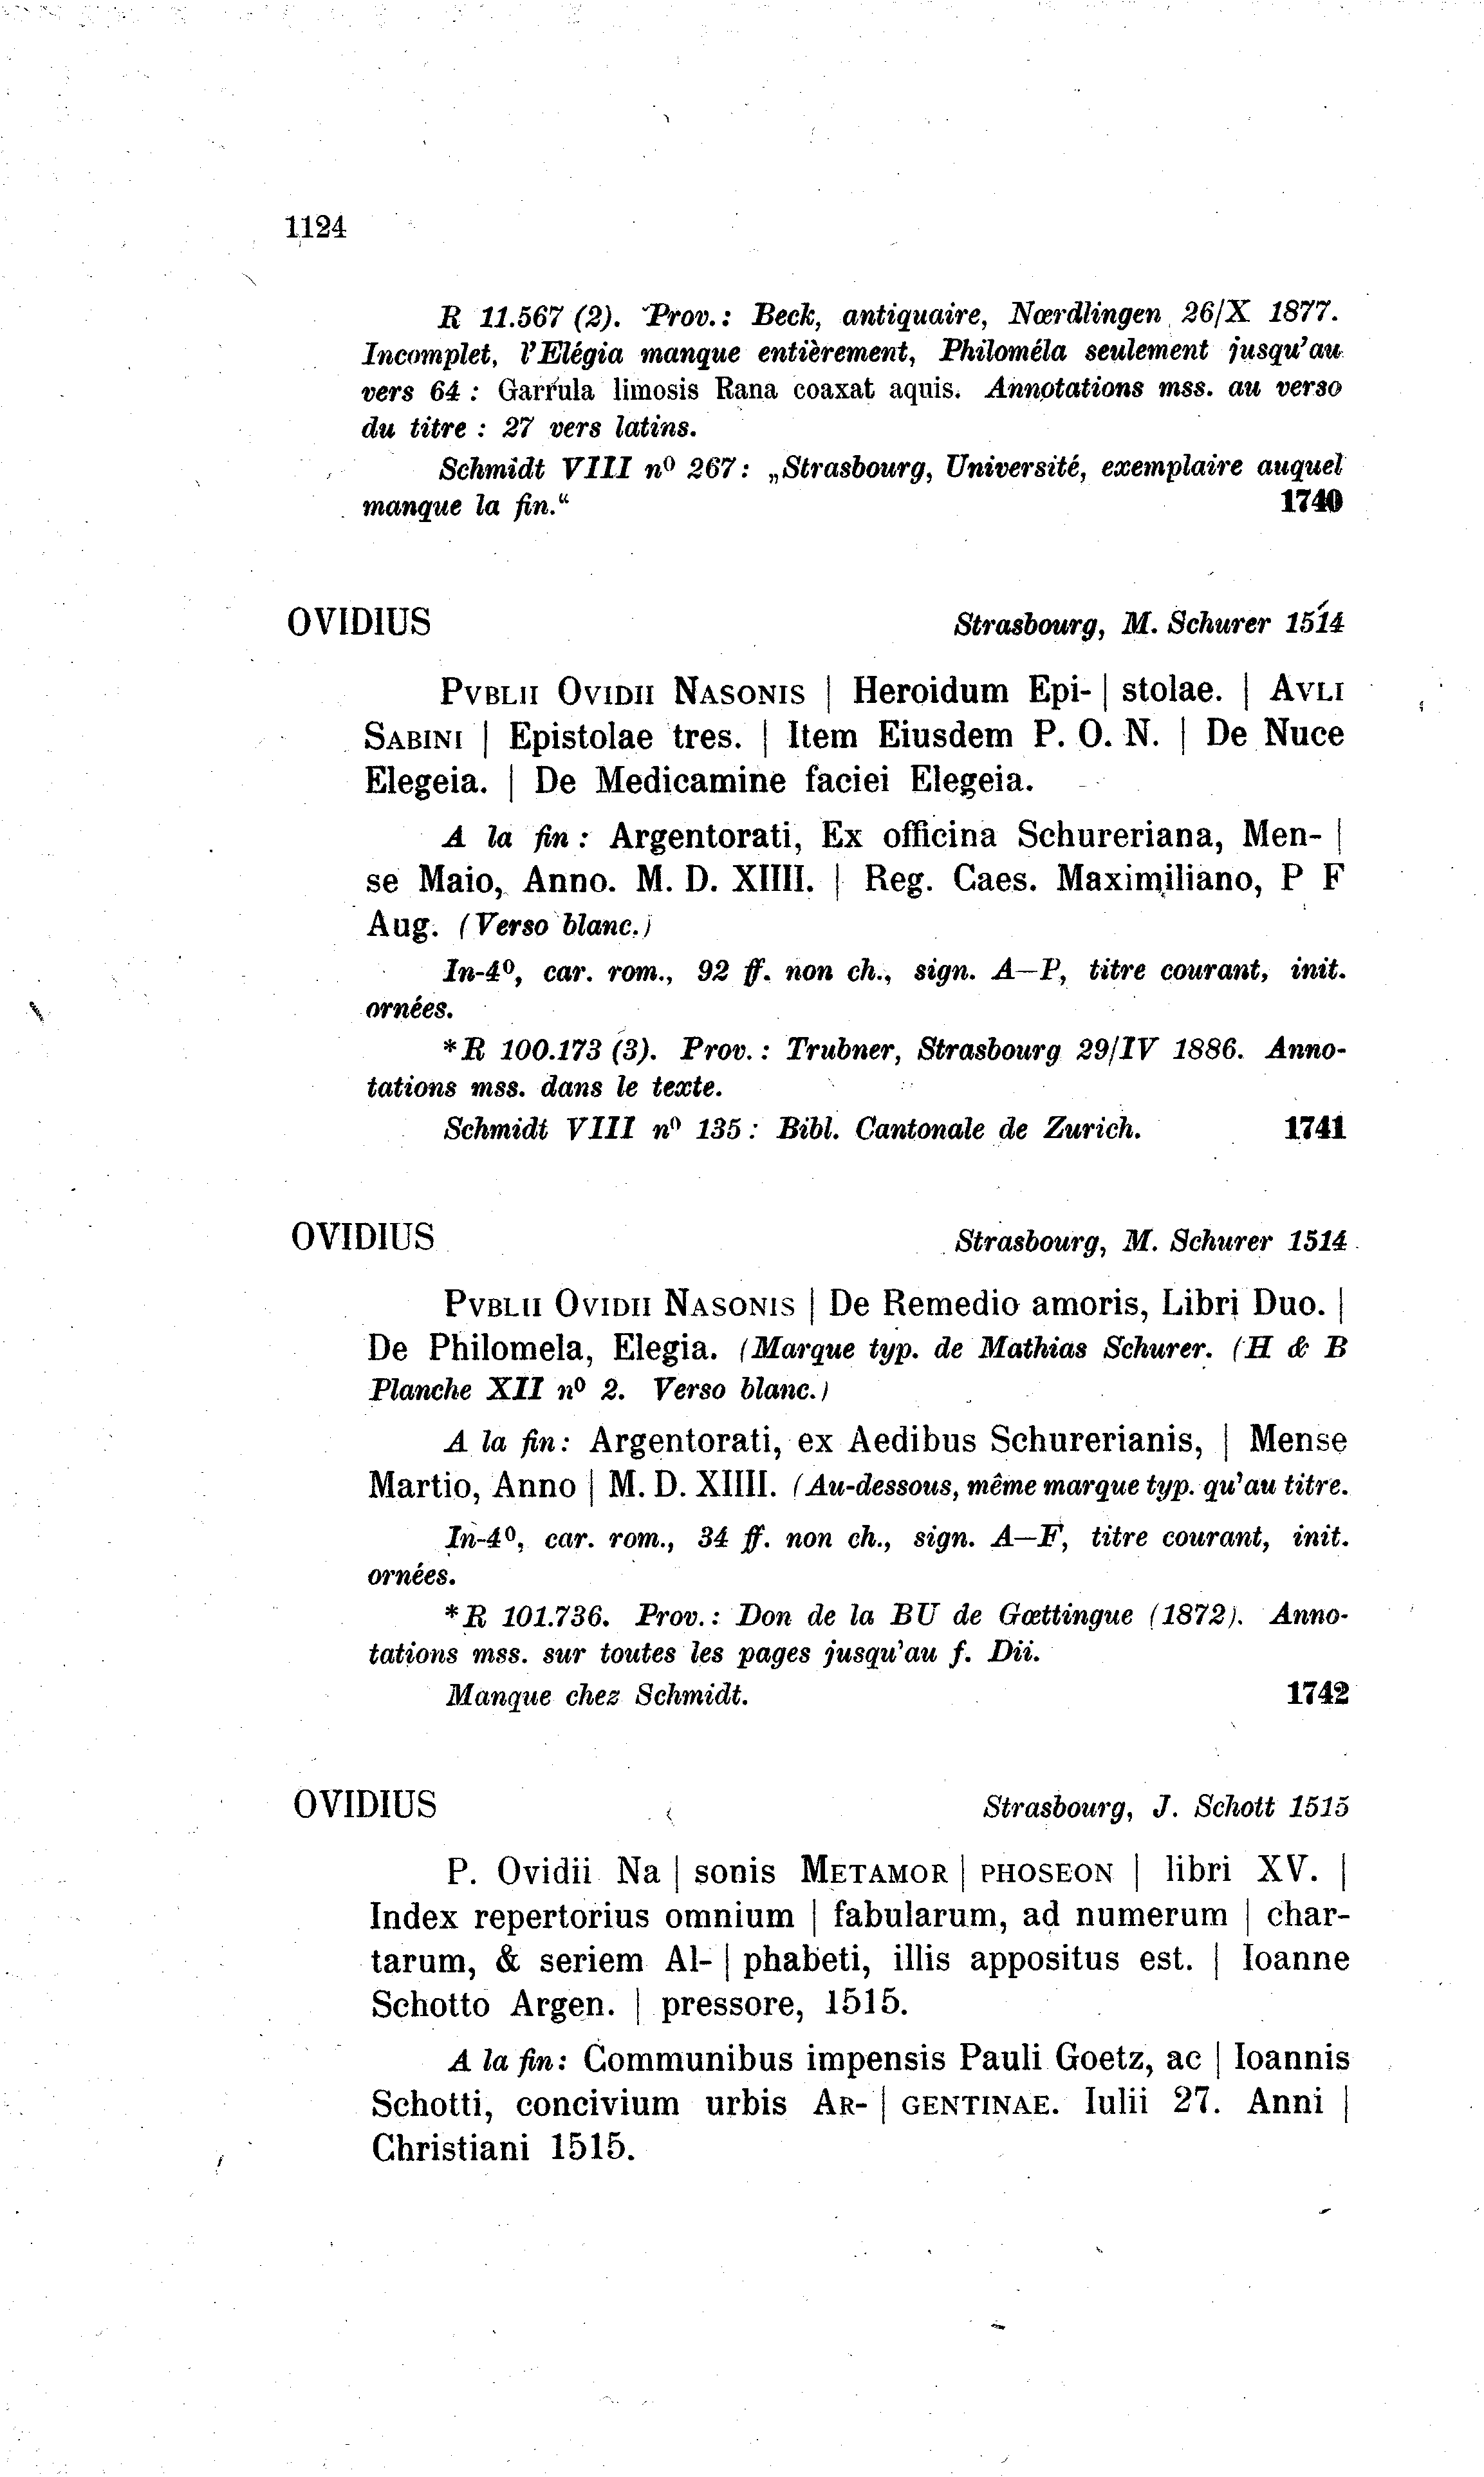 1124
R 11.567 (2). Prov.: Beck, antiquaire, Nœrdlingen 26/X 1877.
Incomplet, l'Elégia manque entièrement, Philoméla seulement jusqu'au
vers 64 : Garrula limosis Rana coaxat aquis. Annotations mss. au verso
du titre : 27 vers latins.
Schmidt VIII nº 267: „Strasbourg, Université, exemplaire auquel
manque la fin.“ 1740
OVIDIUS Strasbourg, M. Schurer 1514
PVBLII OVIDII NASONIS | Heroidum Epi- | stolae. | AVLI
SABINI | Epistolae tres. | Item Eiusdem P. O. N. | De Nuce
Elegeia. | De Medicamine faciei Elegeia.
A la fin : Argentorati, Ex officina Schureriana, Men- |
se Maio, Anno. M. D. XIIII. | Reg. Caes. Maximiliano, P F
Aug. (Verso blanc.)
In-4º, car. rom., 92 ff. non ch., sign. A—P, titre courant, init.
ornées.
*R 100.173 (3). Prov. : Trubner, Strasbourg 29/IV 1886. Anno-
tations mss. dans le texte.
Schmidt VIII nº 135 : Bibl. Cantonale de Zurich. 1741
OVIDIUS Strasbourg, M. Schurer 1514
PVBLII OVIDII NASONIS | De Remedio amoris, Libri Duo. |
De Philomela, Elegia. (Marque typ. de Mathias Schurer. (H & B
Planche XII nº 2. Verso blanc.)
A la fin: Argentorati, ex Aedibus Schurerianis, | Mense
Martio, Anno | M. D. XIIII. (Au-dessous, même marque typ. qu'au titre.
In-4º, car. rom., 34 ff. non ch., sign. A—F, titre courant, init.
ornées.
*R 101.736. Prov.: Don de la BU de Gœttingue (1872). Anno-
tations mss. sur toutes les pages jusqu'au f. Dii.
Manque chez Schmidt. 1742
OVIDIUS Strasbourg, J. Schott 1515
P. Ovidii Na | sonis METAMOR | PHOSEON | libri XV. |
Index repertorius omnium | fabularum, ad numerum | char-
tarum, & seriem Al- | phabeti, illis appositus est. | Ioanne
Schotto Argen. | pressore, 1515.
A la fin: Communibus impensis Pauli Goetz, ac | Ioannis
Schotti, concivium urbis AR- | GENTINAE. Iulii 27. Anni |
Christiani 1515.